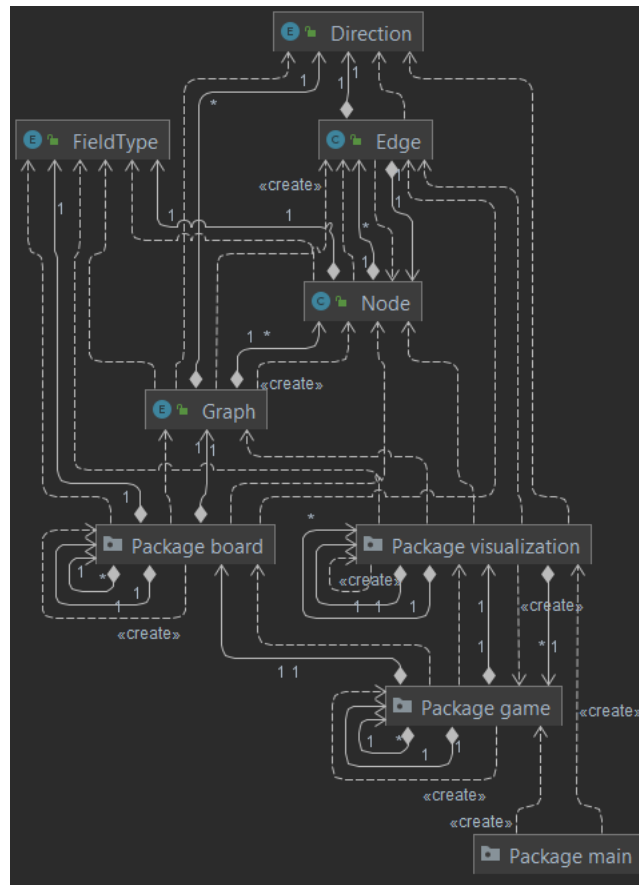 E Direction
1 1
*
1
E FieldType
C Edge
«create»
1
1
1
*
1
C Node
1 *
«create»
E Graph
1
1
1
1
*
Package board
Package visualization
1
*
«create»
1
1
1 1
1
1
«create»
1
«create»
1
* 1
1 1
Package game
«create»
1
*
1
1
«create»
«create»
Package main